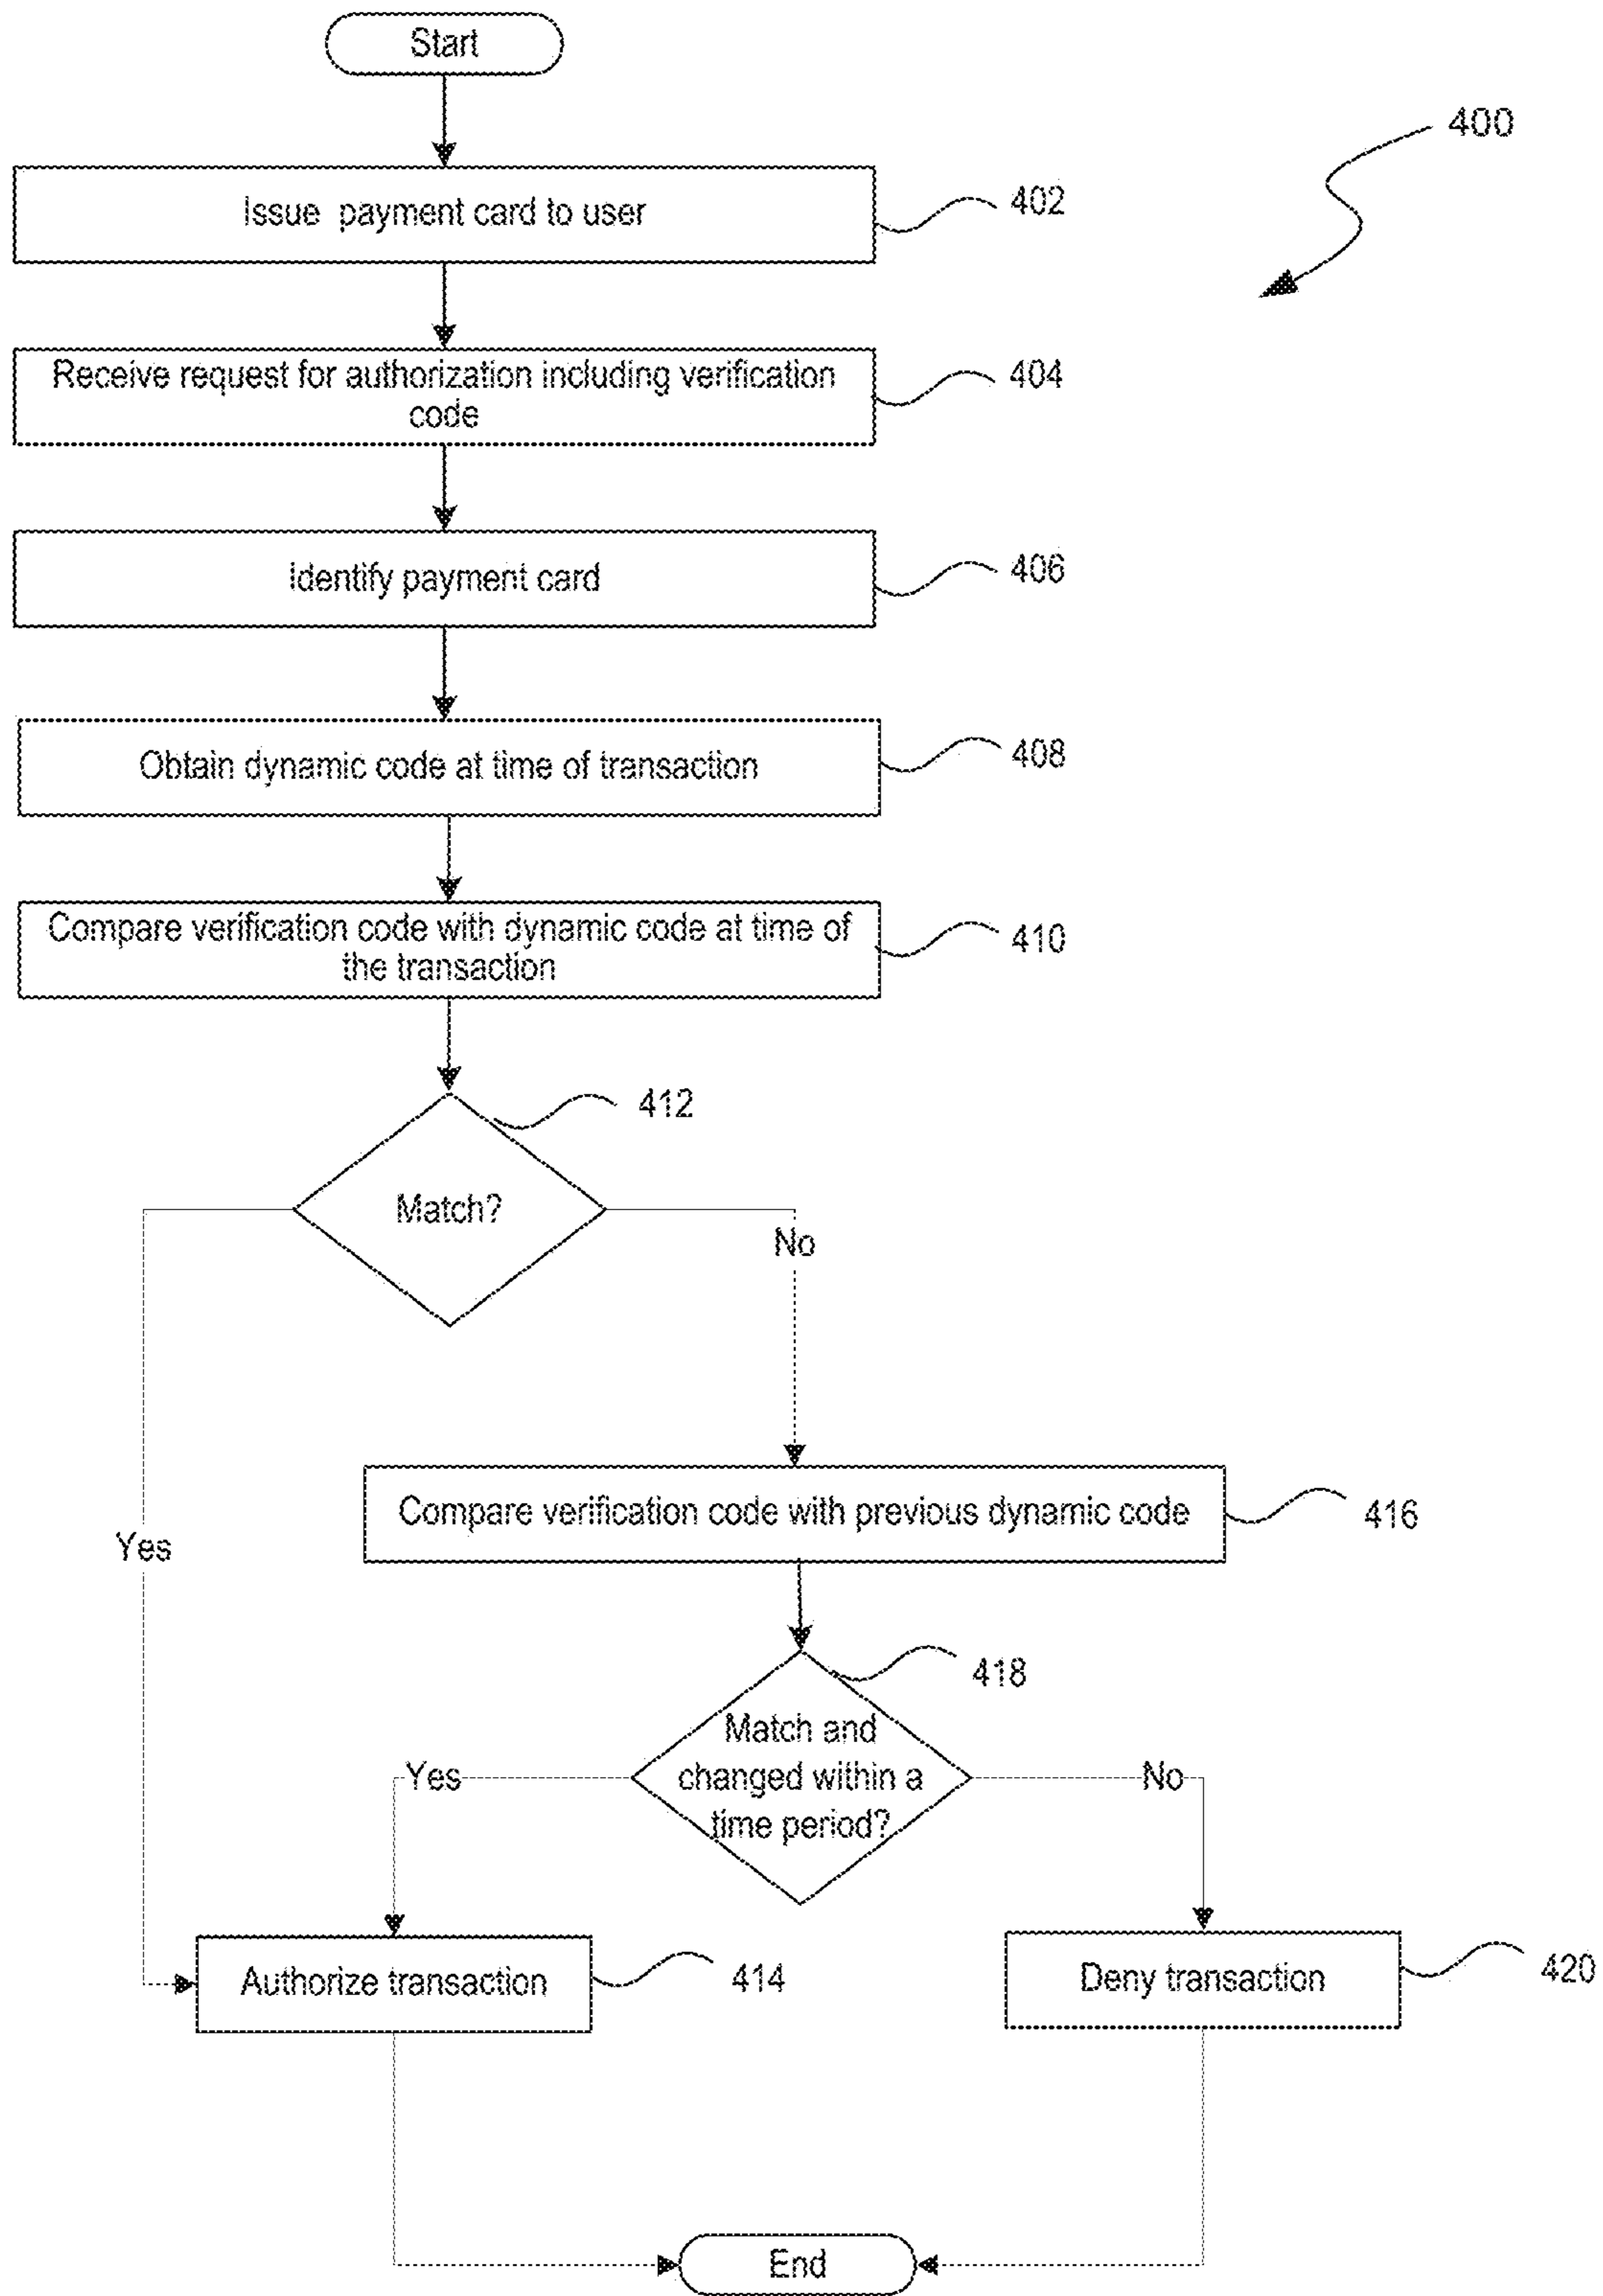 Start
400
Issue payment card to user
402
Receive request for authorization including verification
code
404
Identify payment card
406
Obtain dynamic code at time of transaction
408
Compare verification code with dynamic code at time of
the transaction
410
412
Match?
No
Yes
Compare verification code with previous dynamic code
416
418
Match and
changed within a
time period?
Yes
No
Authorize transaction
414
Deny transaction
420
End